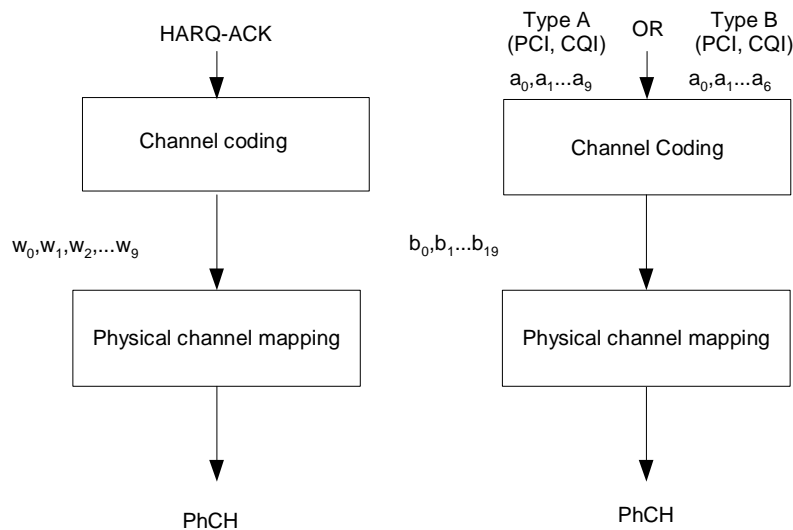 HARQ-ACK
Channel coding
w0,w1,w2,...w9
Physical channel mapping
PhCH
Type A
(PCI, CQI)
OR
Type B
(PCI, CQI)
a0,a1...a9
a0,a1...a6
Channel Coding
b0,b1...b19
Physical channel mapping
PhCH